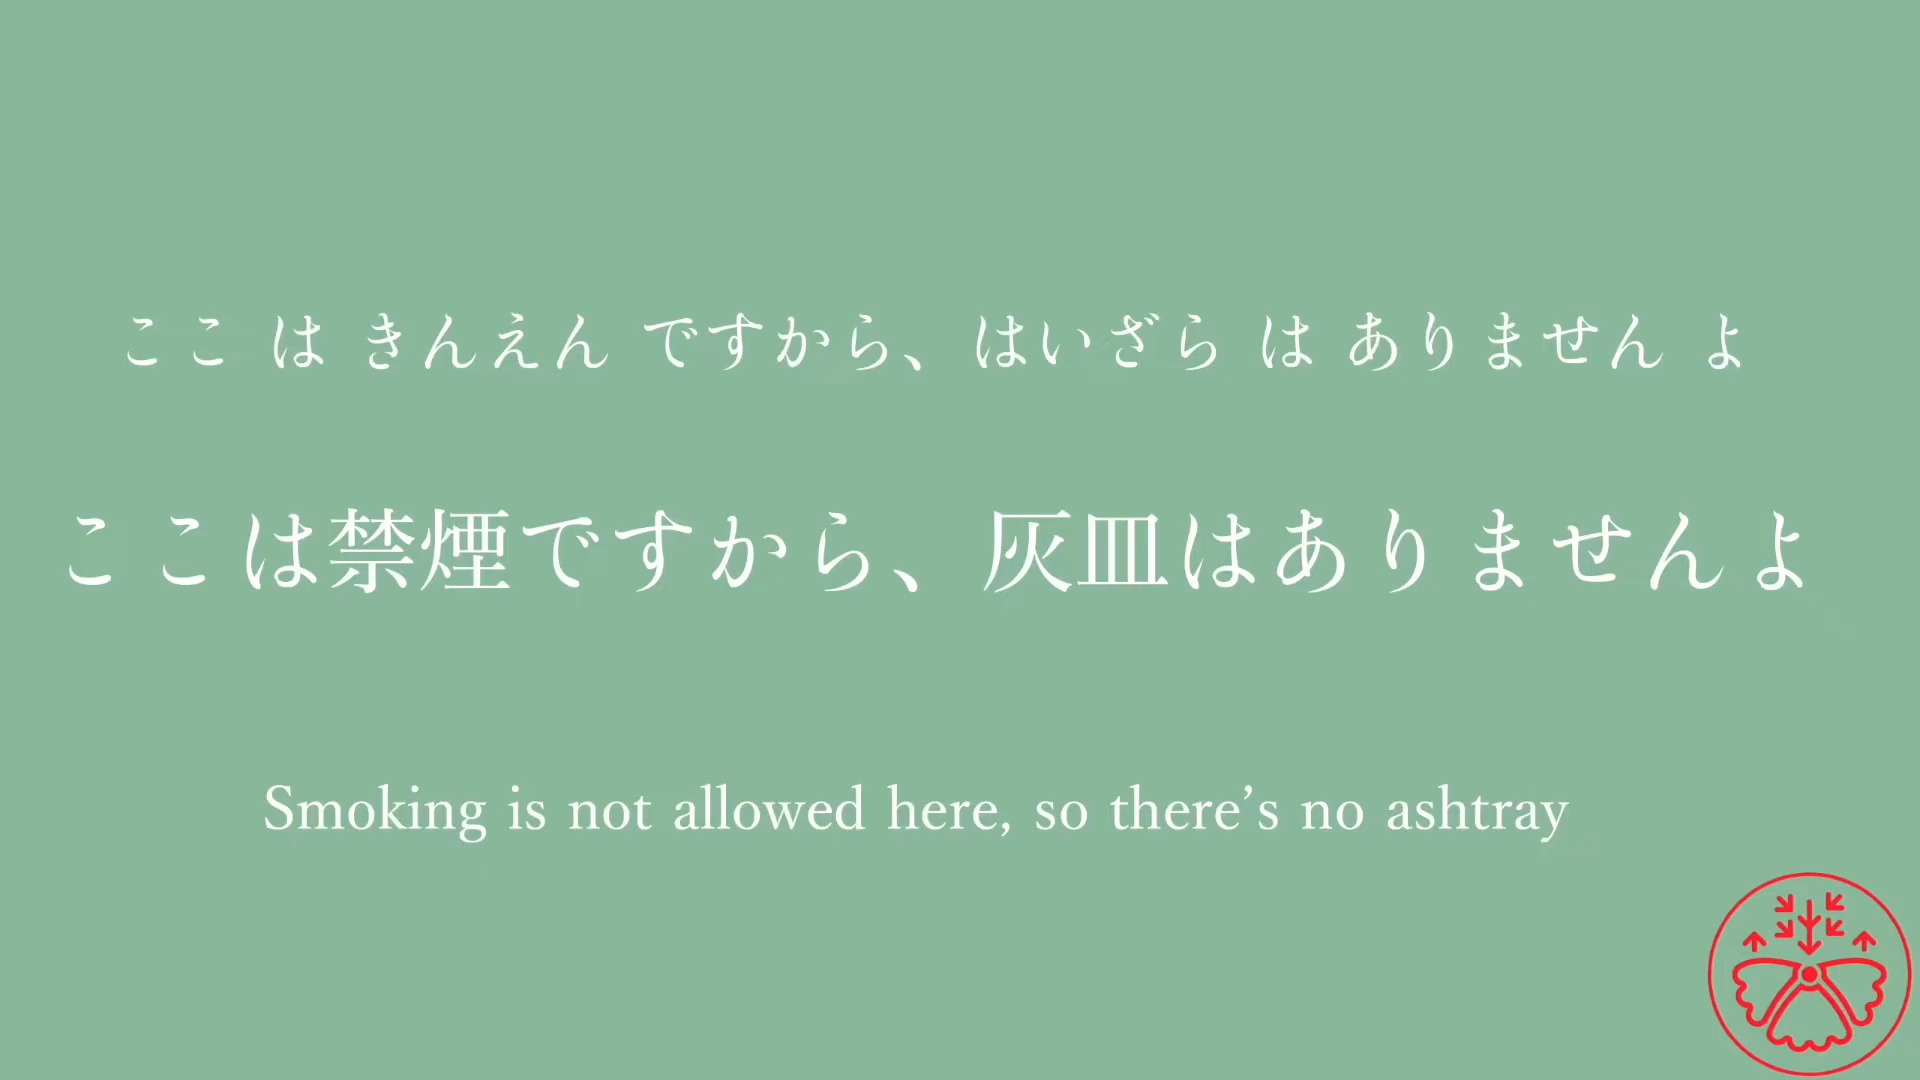 ここ は きんえん ですから、はいざら は ありません よ
ここは禁煙ですから、灰皿はありませんよ
Smoking is not allowed here, so there’s no ashtray